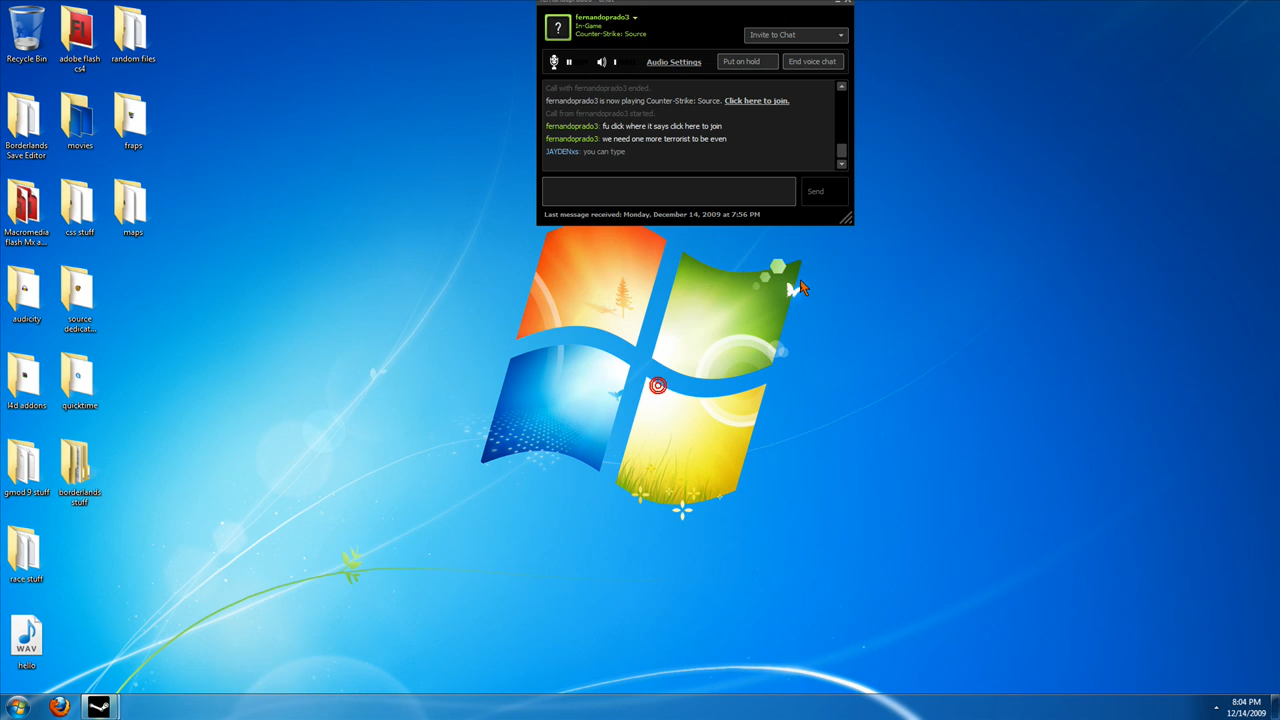 fernandoprado3
In-Game
Counter-Strike: Source
Invite to Chat
Audio Settings
Put on hold
End voice chat
Call with fernandoprado3 ended.
fernandoprado3 is now playing Counter-Strike: Source. Click here to join.
Call from fernandoprado3 started.
fernandoprado3: fu click where it says click here to join
fernandoprado3: we need one more terrorist to be even
JAYDENxs: you can type
Send
Last message received: Monday, December 14, 2009 at 7:56 PM
Recycle Bin
adobe flash
cs4
random files
Borderlands
Save Editor
movies
fraps
Macromedia
flash Mx a...
css stuff
maps
audicity
source
dedicat...
l4d addons
quicktime
gmod 9 stuff
borderlands
stuff
race stuff
WAV
hello
8:04 PM
12/14/2009